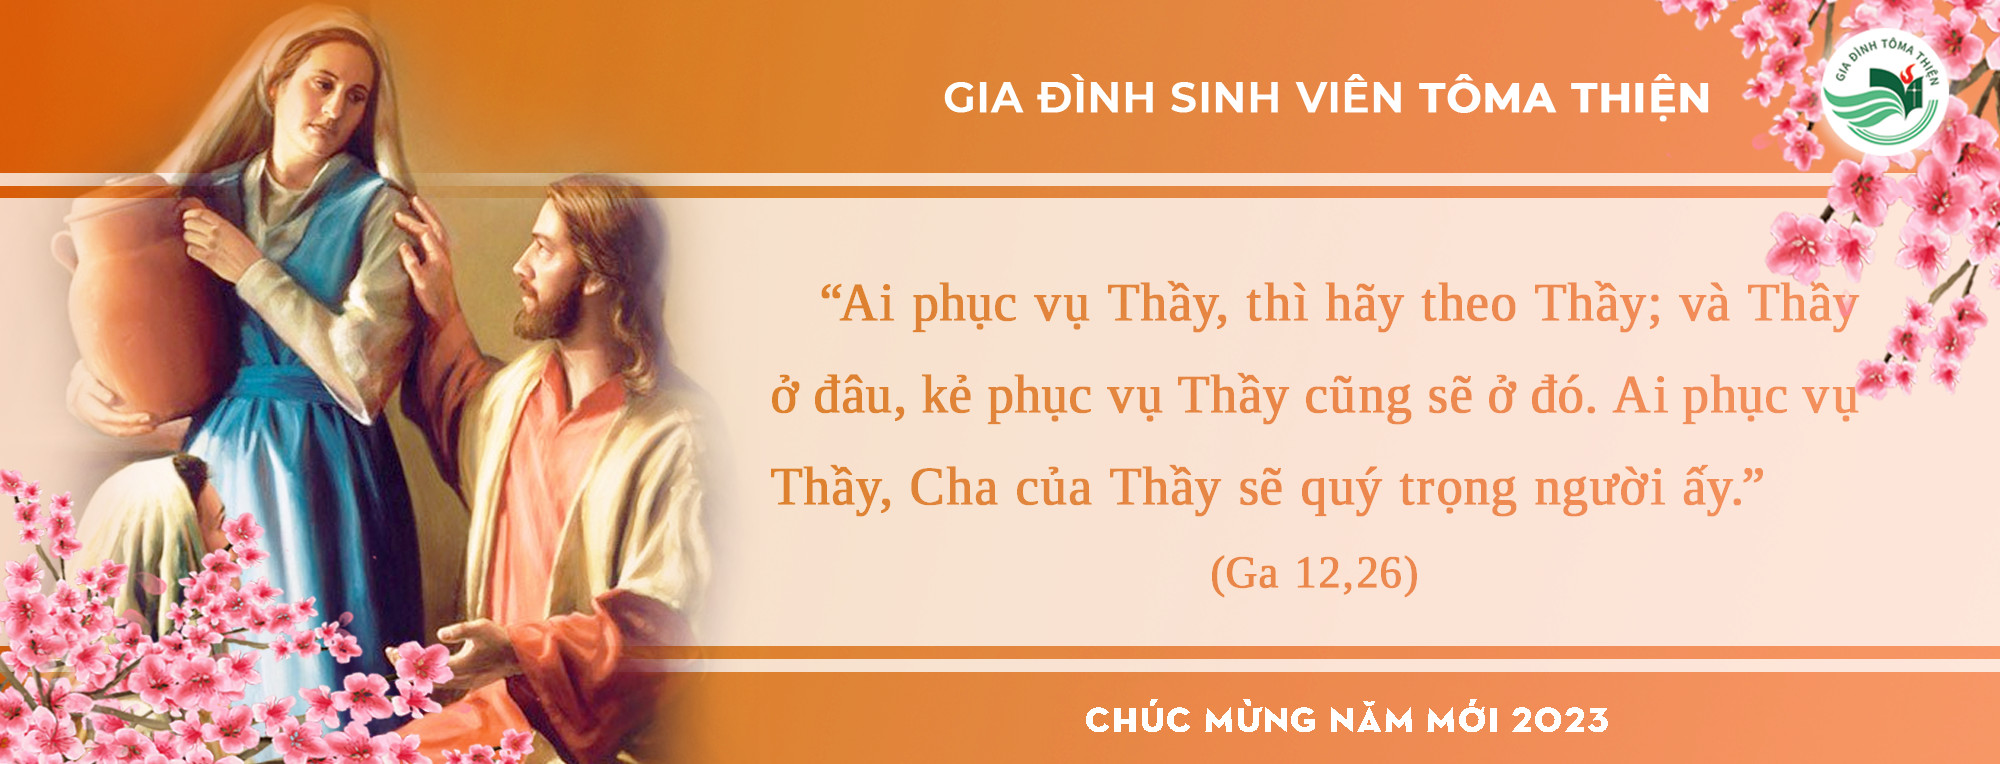 GIA ĐÌNH SINH VIÊN TÔMA THIỆN
GIA ĐÌNH TÔMA THIỆN
“Ai phục vụ Thầy, thì hãy theo Thầy; và Thầy
ở đâu, kẻ phục vụ Thầy cũng sẽ ở đó. Ai phục vụ
Thầy, Cha của Thầy sẽ quý trọng người ấy.”
(Ga 12,26)
CHÚC MỪNG NĂM MỚI 2023